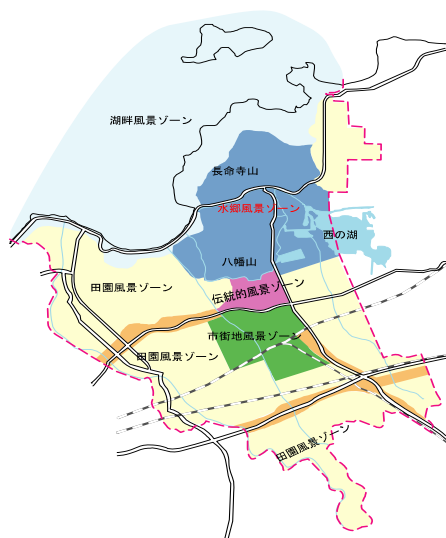 湖畔風景ゾーン
長命寺山
水郷風景ゾーン
西の湖
八幡山
田園風景ゾーン
伝統的風景ゾーン
市街地風景ゾーン
田園風景ゾーン
田園風景ゾーン